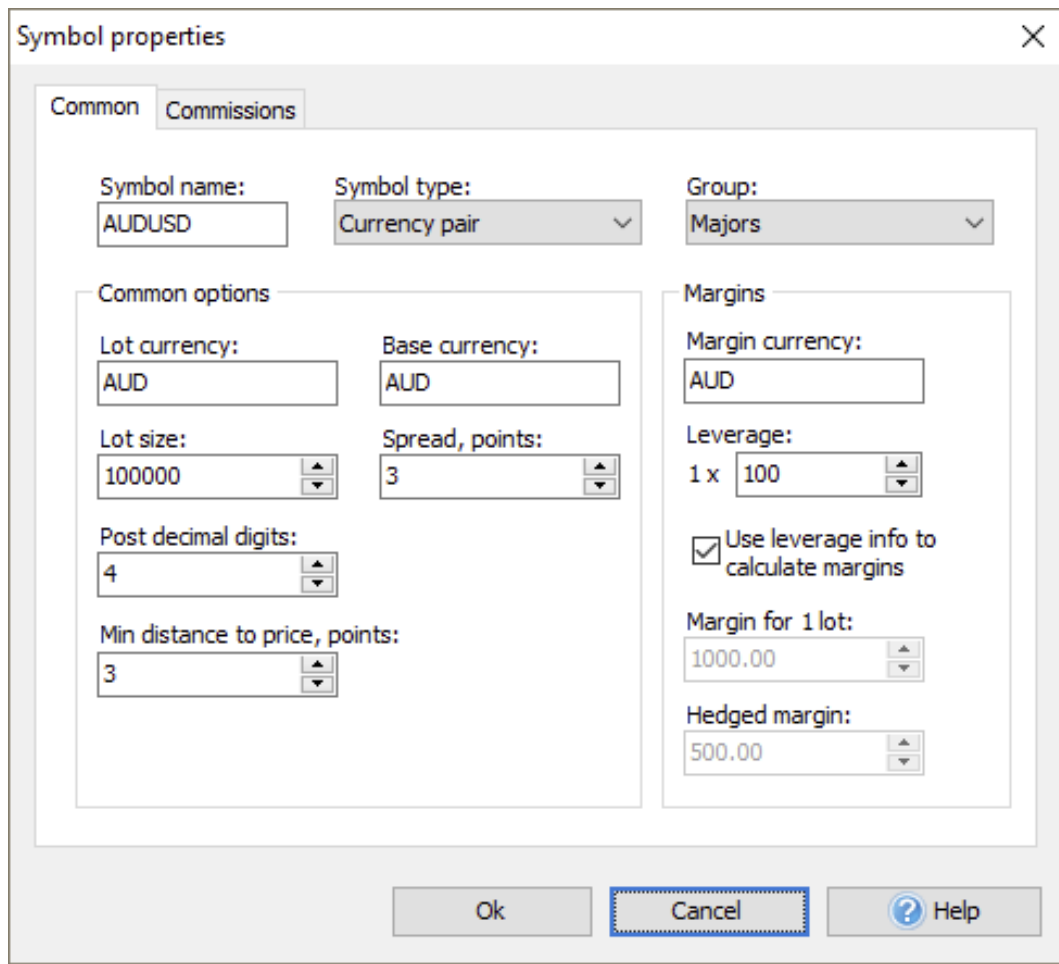 Symbol properties
Common
Commissions
Symbol name:
Symbol type:
Group:
AUDUSD
Currency pair
Majors
Common options
Margins
Lot currency:
Base currency:
Margin currency:
AUD
AUD
AUD
Lot size:
Spread, points:
Leverage:
100000
3
1 x 100
Post decimal digits:
Use leverage info to
calculate margins
4
Min distance to price, points:
Margin for 1 lot:
3
1000.00
Hedged margin:
500.00
Ok
Cancel
? Help